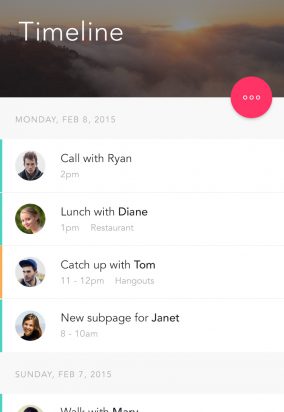 Timeline
MONDAY, FEB 8, 2015
Call with Ryan
2pm
Lunch with Diane
1pm Restaurant
Catch up with Tom
11 - 12pm Hangouts
New subpage for Janet
8 - 10am
SUNDAY, FEB 7, 2015
Walk with Mary